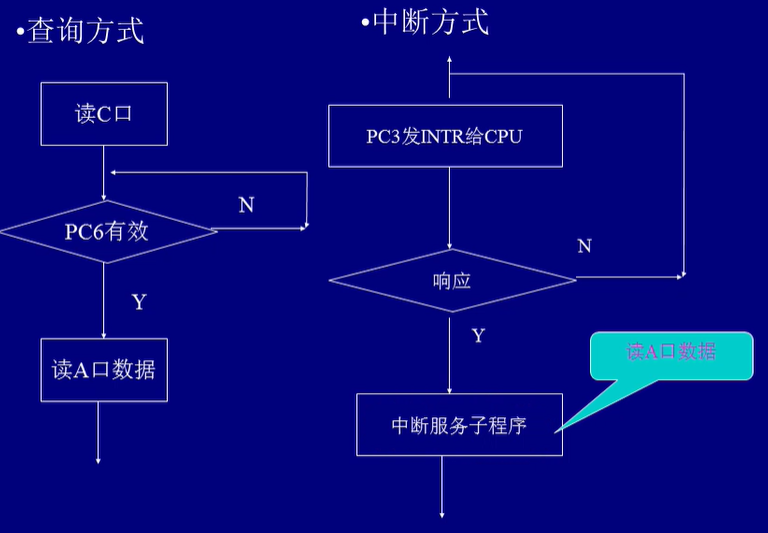 •查询方式
读C口
N
PC6有效
Y
读A口数据
•中断方式
PC3发INTR给CPU
N
响应
Y
读A口数据
中断服务子程序